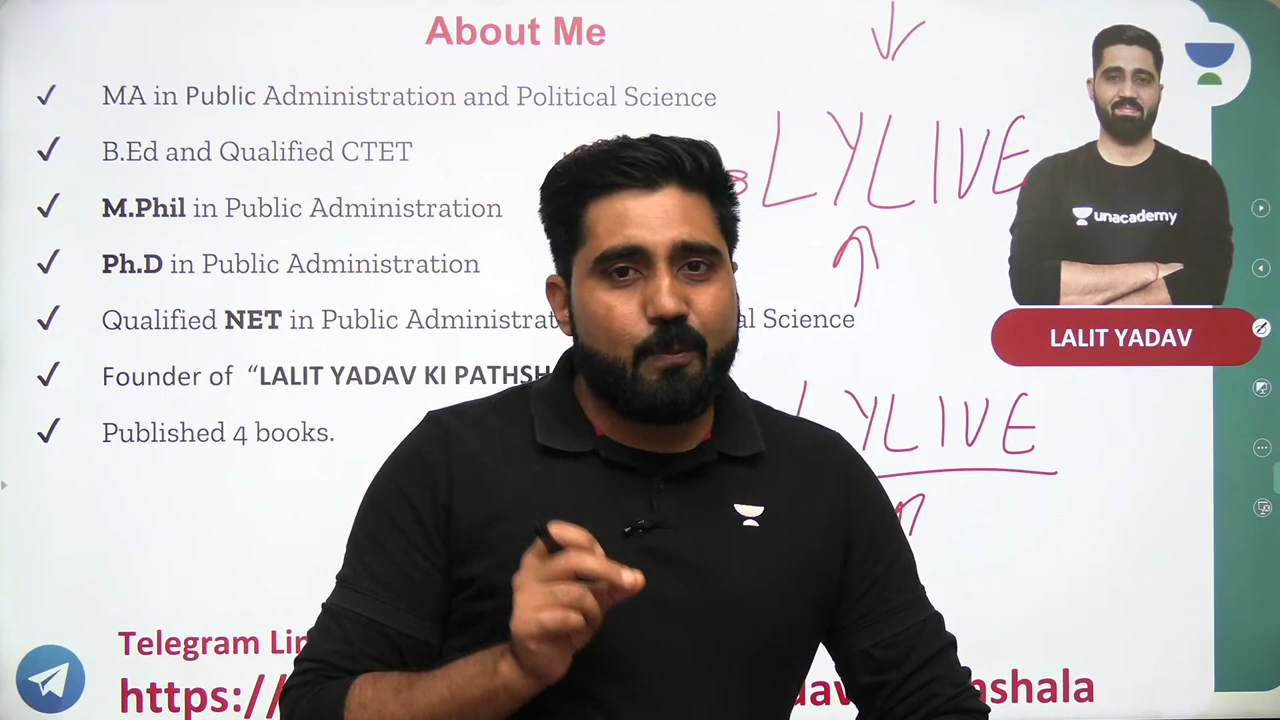 About Me
✓ MA in Public Administration and Political Science
✓ B.Ed and Qualified CTET
✓ M.Phil in Public Administration
✓ Ph.D in Public Administration
✓ Qualified NET in Public Administrat al Science
✓ Founder of “LALIT YADAV KI PATHSH
✓ Published 4 books.
LYLIVE
unacademy
LALIT YADAV
YLIVE
Telegram Lin
https:// shala